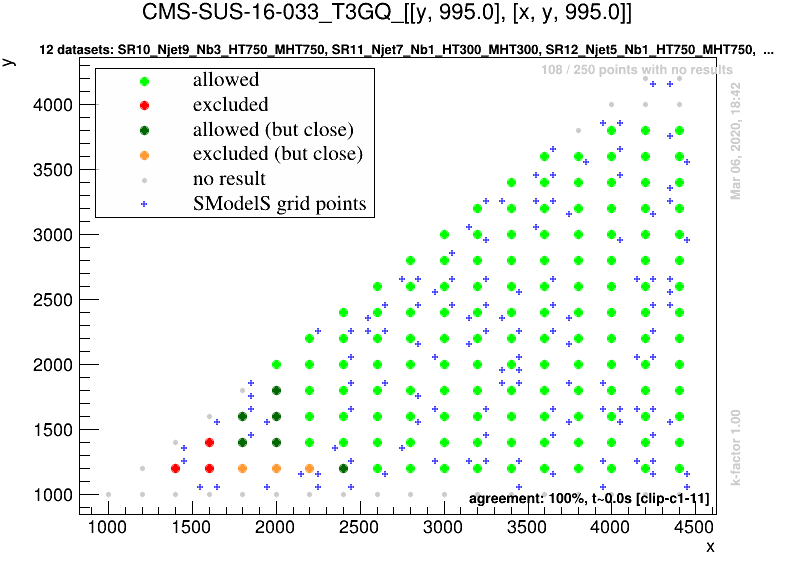 CMS-SUS-16-033_T3GQ_[[y, 995.0], [x, y, 995.0]]
12 datasets: SR10_Njet9_Nb3_HT750_MHT750, SR11_Njet7_Nb1_HT300_MHT300, SR12_Njet5_Nb1_HT750_MHT750, ...
y
108 / 250 points with no results
allowed
excluded
allowed (but close)
excluded (but close)
no result
SModelS grid points
Mar 06, 2020, 18:42
4000
3500
3000
2500
2000
1500
1000
k-factor 1.00
agreement: 100%, t~0.0s [clip-c1-11]
1000 1500 2000 2500 3000 3500 4000 4500
x